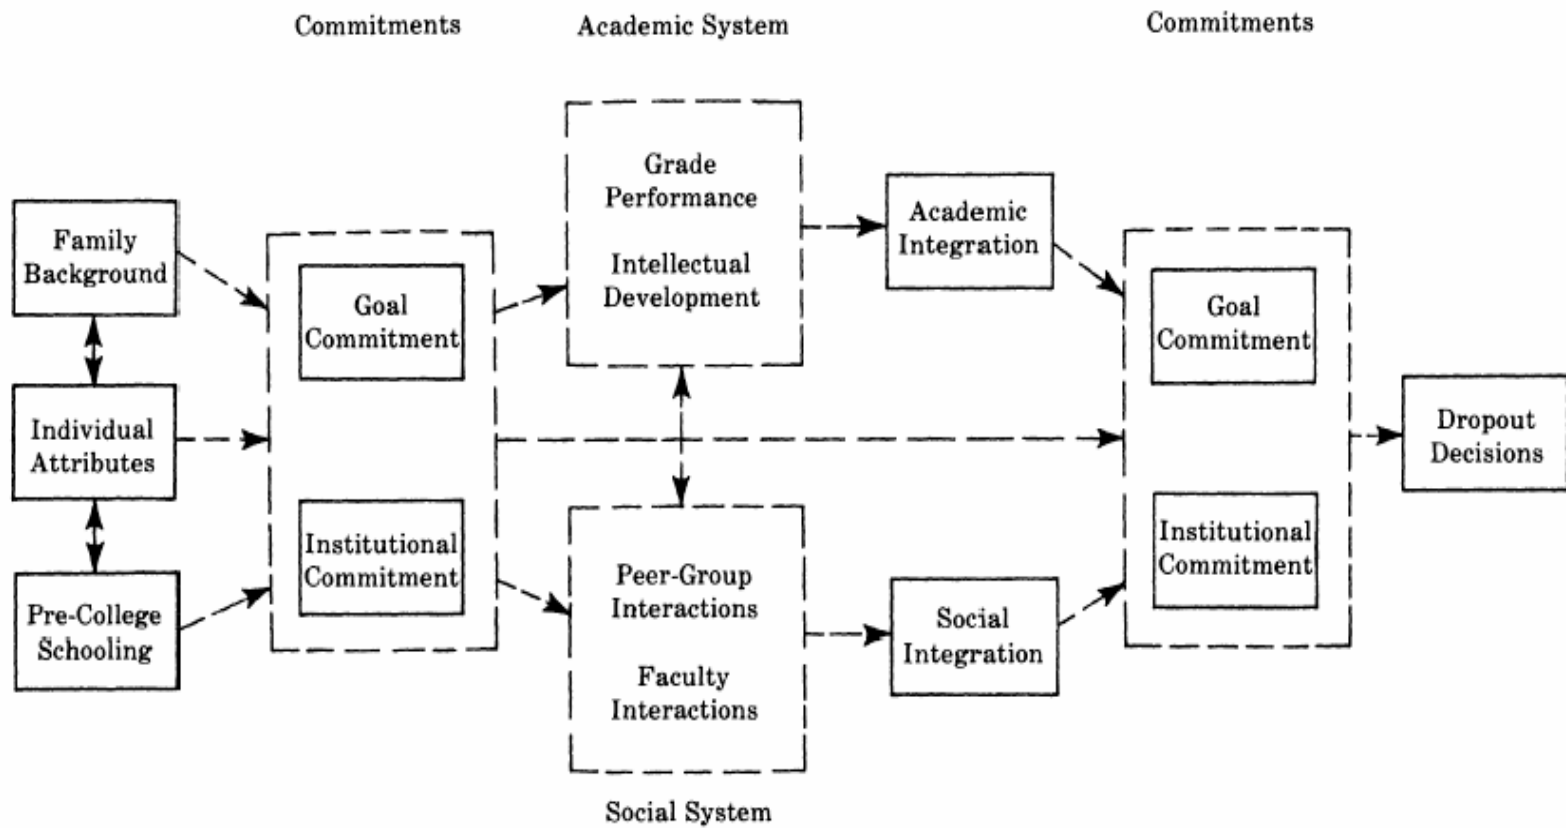 Commitments
Academic System
Commitments
Family
Background
Individual
Attributes
Pre-College
Schooling
Goal
Commitment
Institutional
Commitment
Grade
Performance
Intellectual
Development
Peer-Group
Interactions
Faculty
Interactions
Social System
Academic
Integration
Social
Integration
Goal
Commitment
Institutional
Commitment
Dropout
Decisions